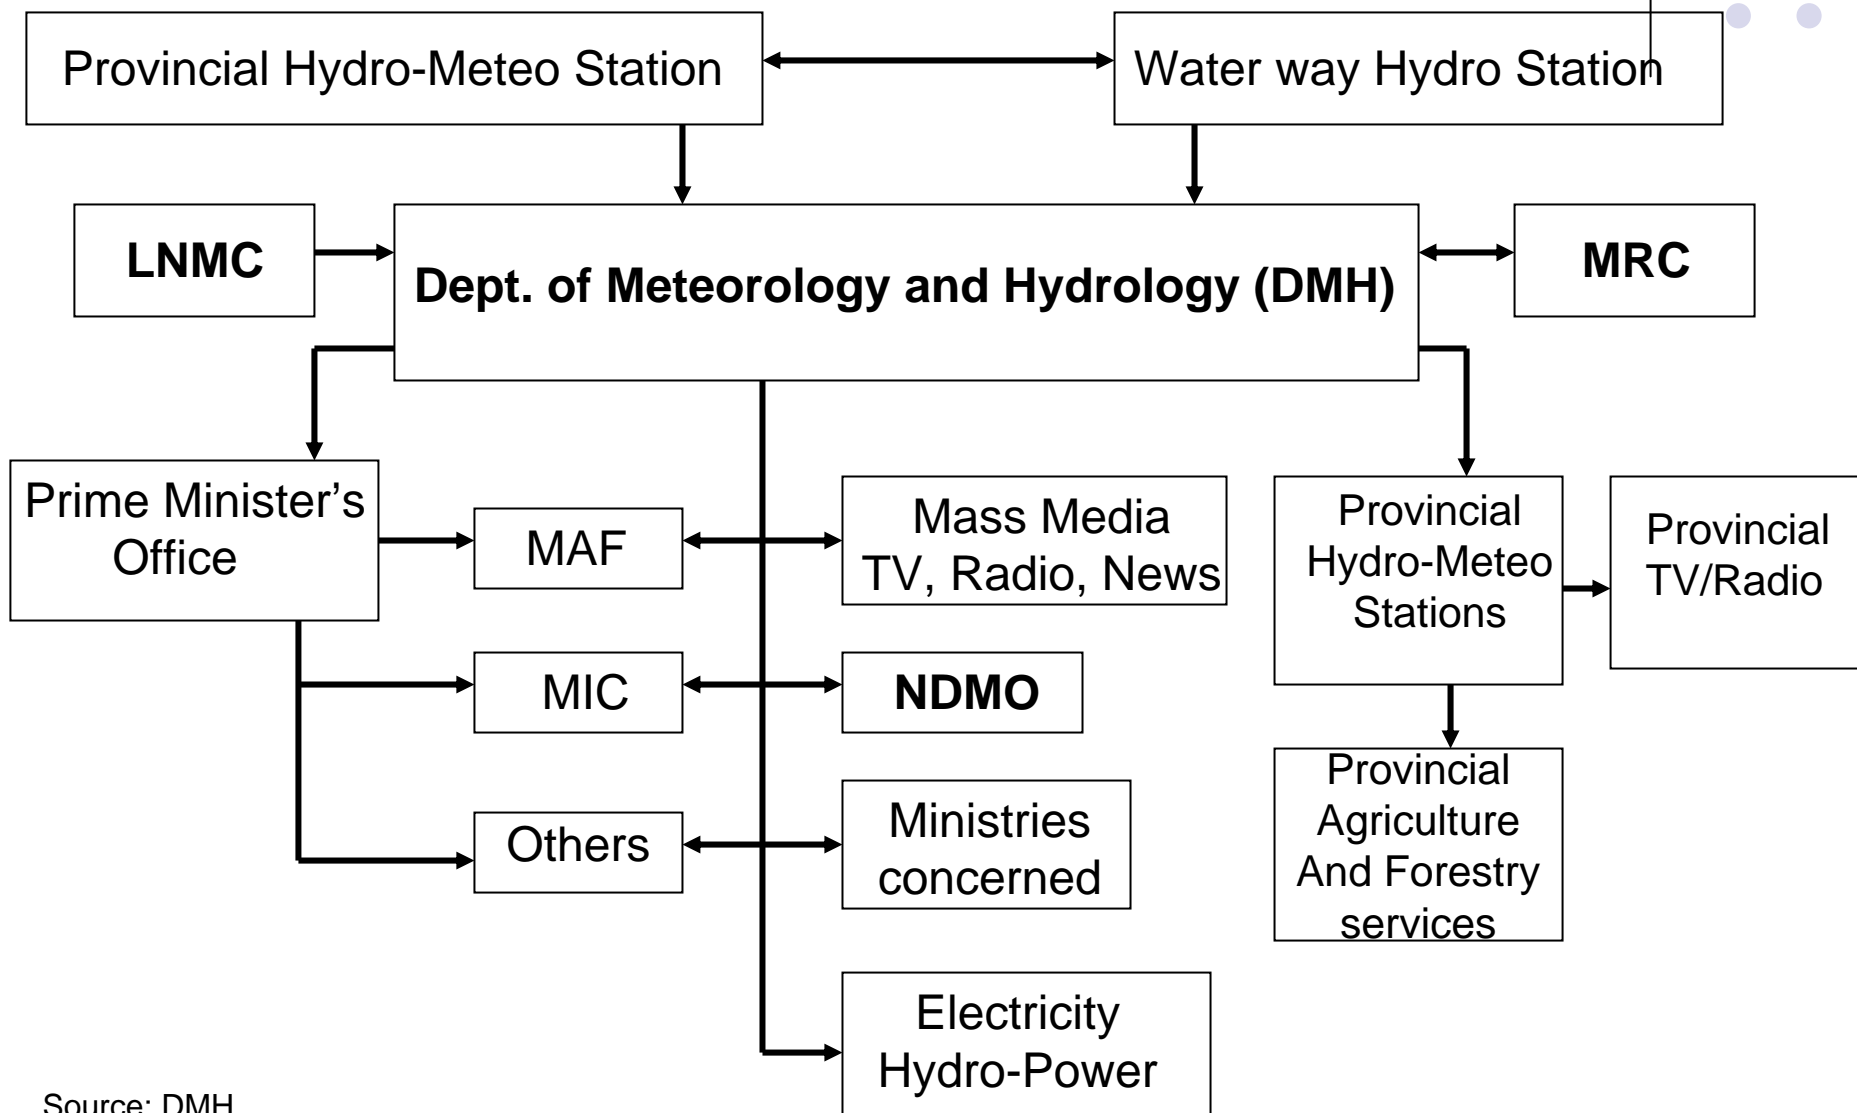 Provincial Hydro-Meteo Station
Water way Hydro Station
LNMC
Dept. of Meteorology and Hydrology (DMH)
MRC
Prime Minister's
Office
MAF
Mass Media
TV, Radio, News
Provincial
Hydro-Meteo
Stations
Provincial
TV/Radio
MIC
NDMO
Others
Ministries
concerned
Provincial
Agriculture
And Forestry
services
Electricity
Hydro-Power
Source: DMH